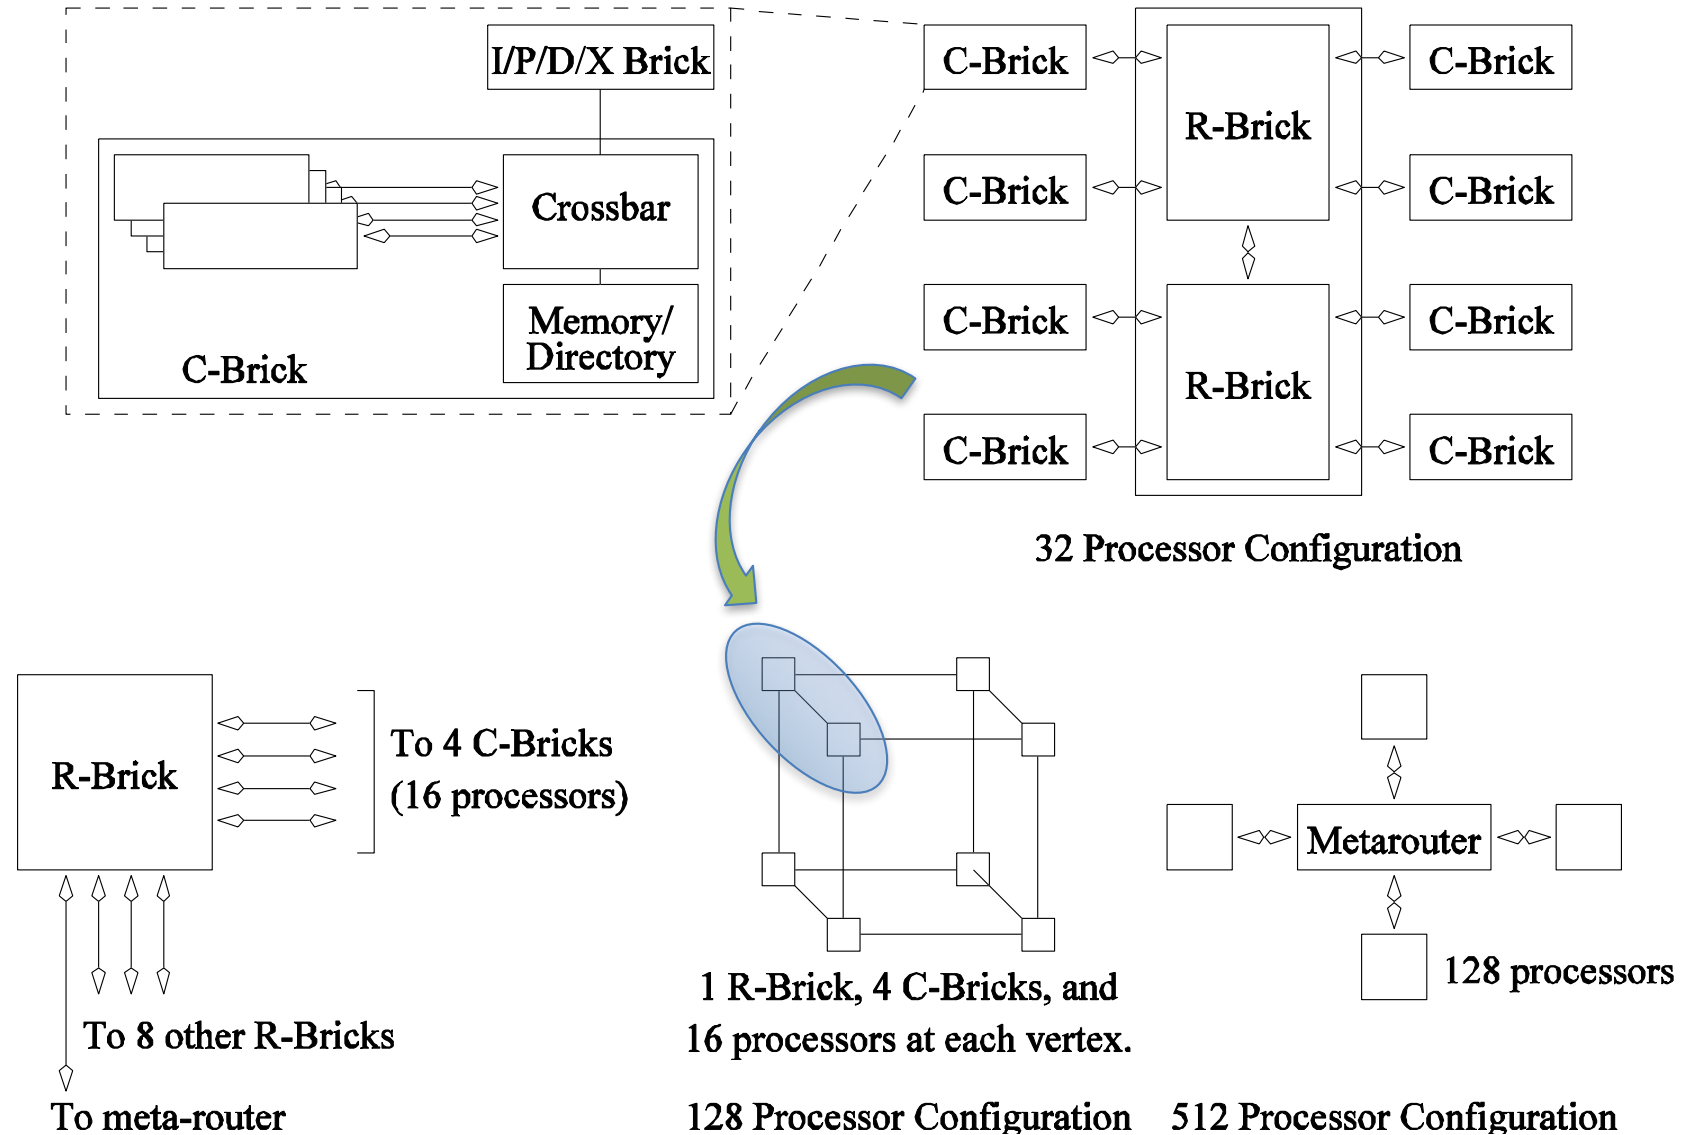 I/P/D/X Brick
Crossbar
Memory/
Directory
C-Brick
C-Brick
C-Brick
C-Brick
C-Brick
R-Brick
R-Brick
C-Brick
C-Brick
C-Brick
C-Brick
32 Processor Configuration
R-Brick
To 4 C-Bricks
(16 processors)
To 8 other R-Bricks
To meta-router
1 R-Brick, 4 C-Bricks, and
16 processors at each vertex.
128 Processor Configuration
Metarouter
128 processors
512 Processor Configuration